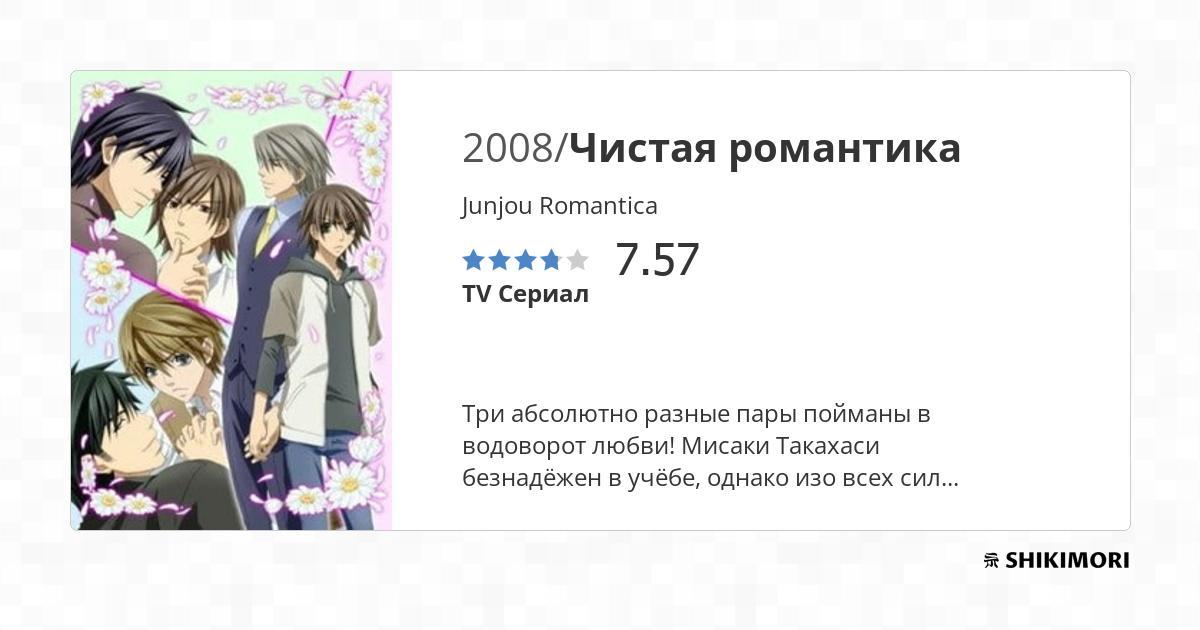 2008/Чистая романтика
Junjou Romantica
7.57
TV Сериал
Три абсолютно разные пары пойманы в
водоворот любви! Мисаки Такахаси
безнадёжен в учёбе, однако изо всех сил...
SHIKIMORI